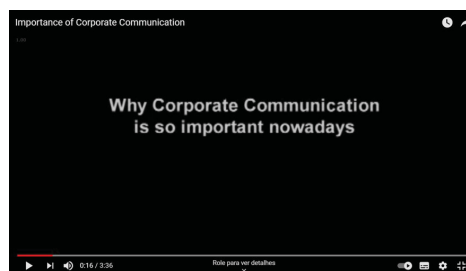 Importance of Corporate Communication
Why Corporate Communication
is so important nowadays
0:16 / 3:36
Role para ver detalhes